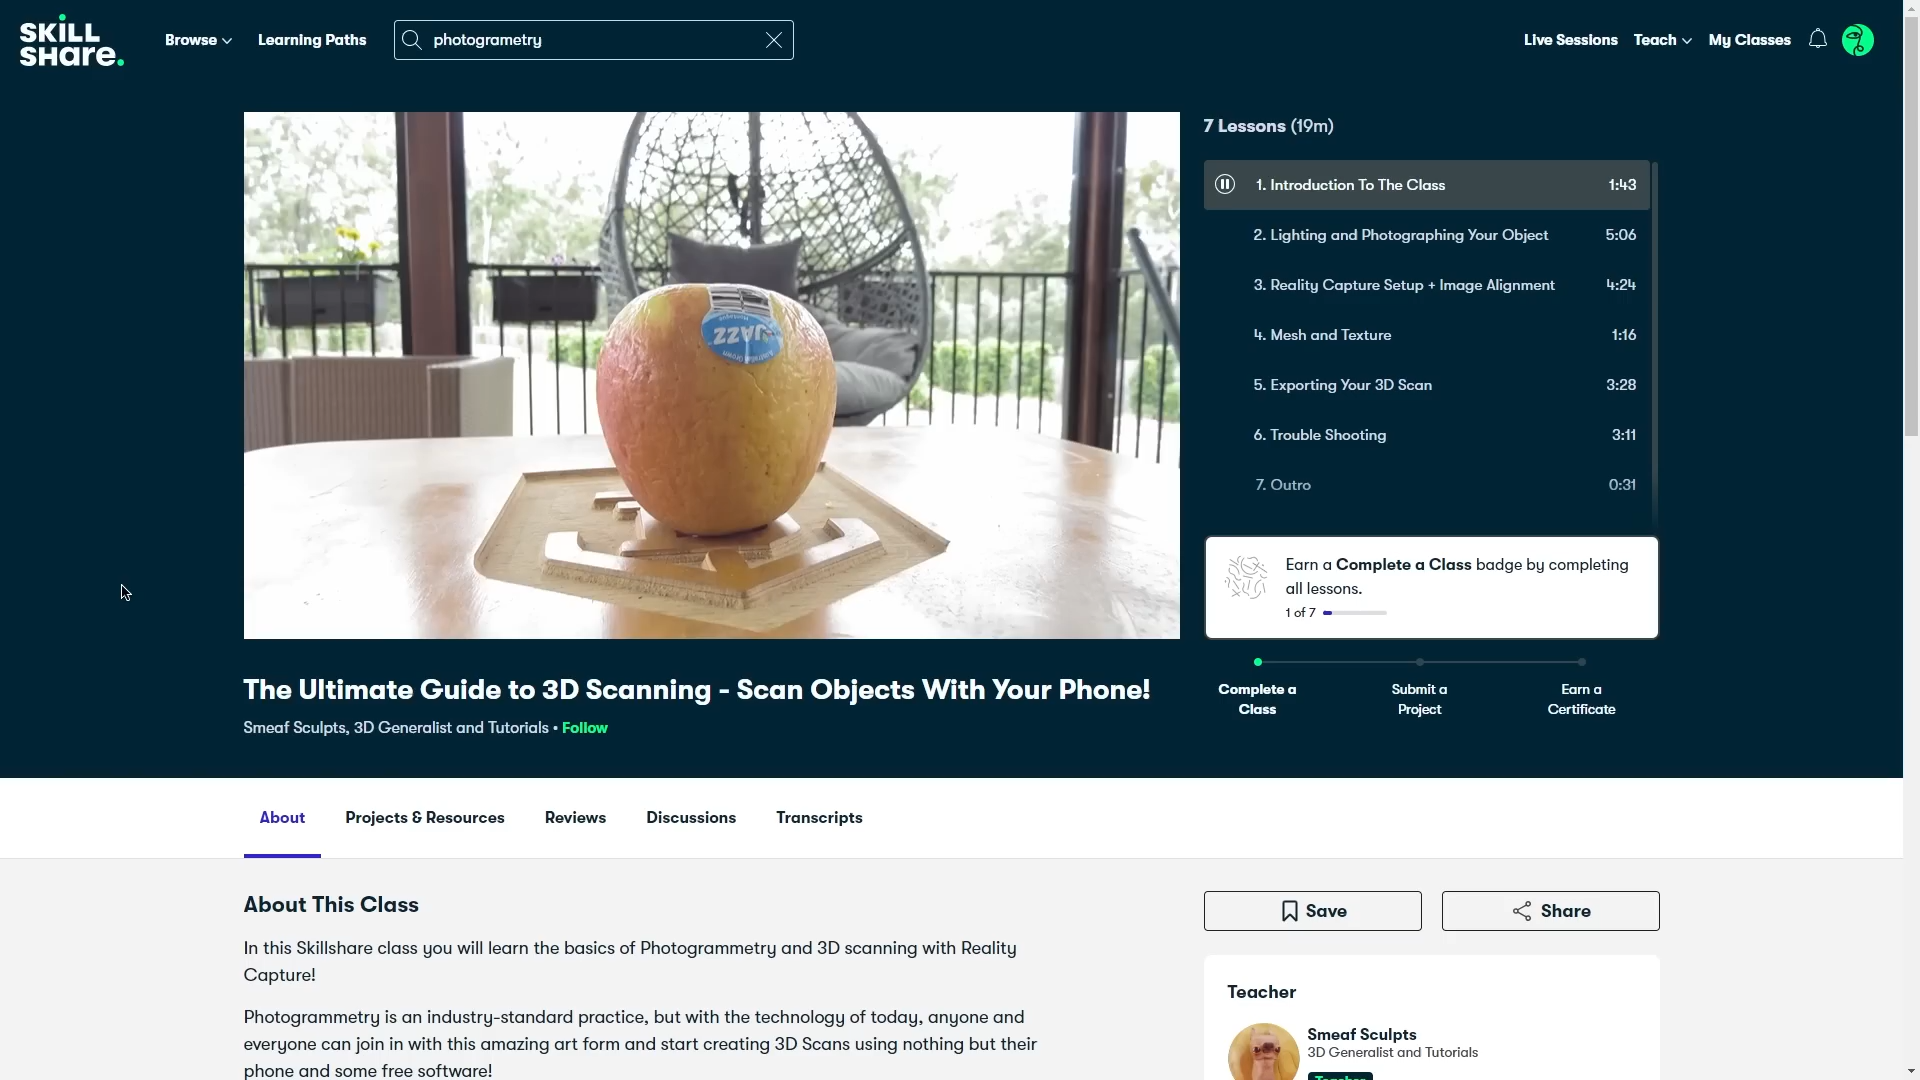 SKILL
SHARE.
Browse
Learning Paths
photogrametry
Live Sessions
Teach
My Classes
JAZZ
7 Lessons (19m)
1. Introduction To The Class 1:43
2. Lighting and Photographing Your Object 5:06
3. Reality Capture Setup + Image Alignment 4:24
4. Mesh and Texture 1:16
5. Exporting Your 3D Scan 3:28
6. Trouble Shooting 3:11
7. Outro 0:31
Earn a Complete a Class badge by completing
all lessons.
1 of 7
Complete a
Class
Submit a
Project
Earn a
Certificate
The Ultimate Guide to 3D Scanning - Scan Objects With Your Phone!
Smeaf Sculpts, 3D Generalist and Tutorials • Follow
About
Projects & Resources
Reviews
Discussions
Transcripts
About This Class
In this Skillshare class you will learn the basics of Photogrammetry and 3D scanning with Reality
Capture!
Photogrammetry is an industry-standard practice, but with the technology of today, anyone and
everyone can join in with this amazing art form and start creating 3D Scans using nothing but their
phone and some free software!
Save
Share
Teacher
Smeaf Sculpts
3D Generalist and Tutorials
Teacher